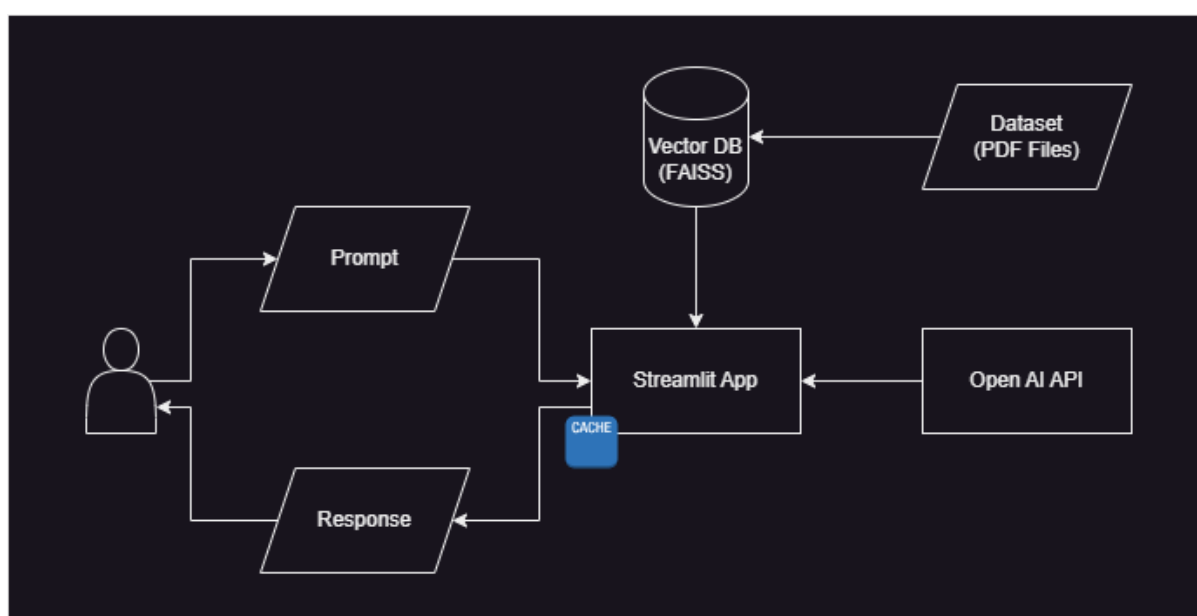 Vector DB
(FAISS)
Dataset
(PDF Files)
Prompt
Streamlit App
Open AI API
CACHE
Response